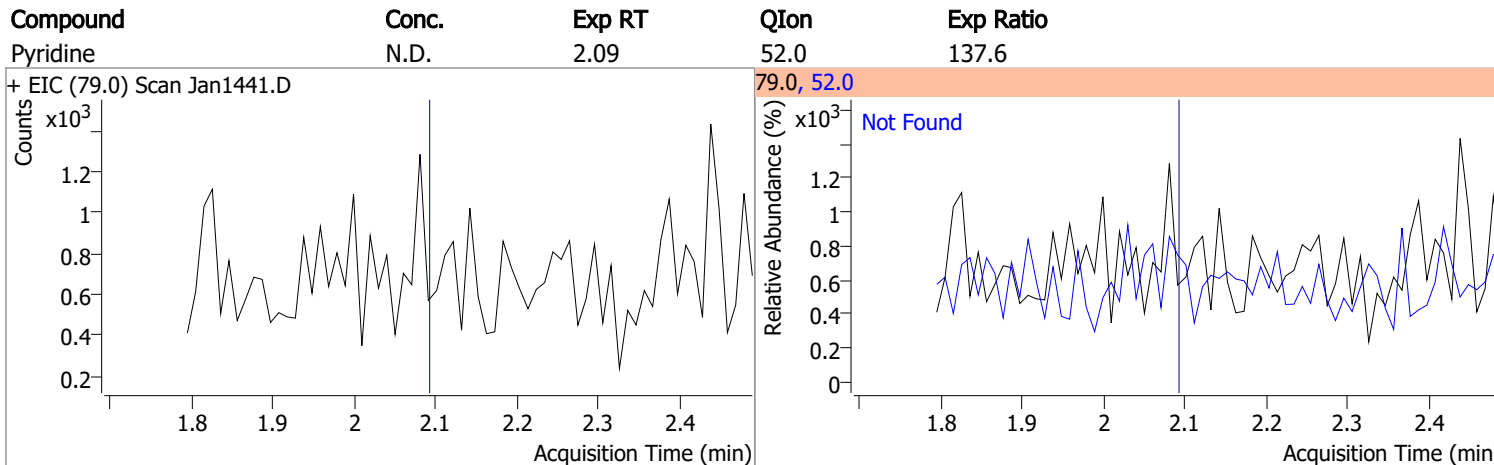 Compound Conc. Exp RT QIon Exp Ratio
Pyridine N.D. 2.09 52.0 137.6
+ EIC (79.0) Scan Jan1441.D
Counts
x10³
1.2
1
0.8
0.6
0.4
0.2
1.8 1.9 2 2.1 2.2 2.3 2.4
Acquisition Time (min)
79.0, 52.0
Relative Abundance (%)
x10³
Not Found
1.2
1
0.8
0.6
0.4
0.2
0
1.8 1.9 2 2.1 2.2 2.3 2.4
Acquisition Time (min